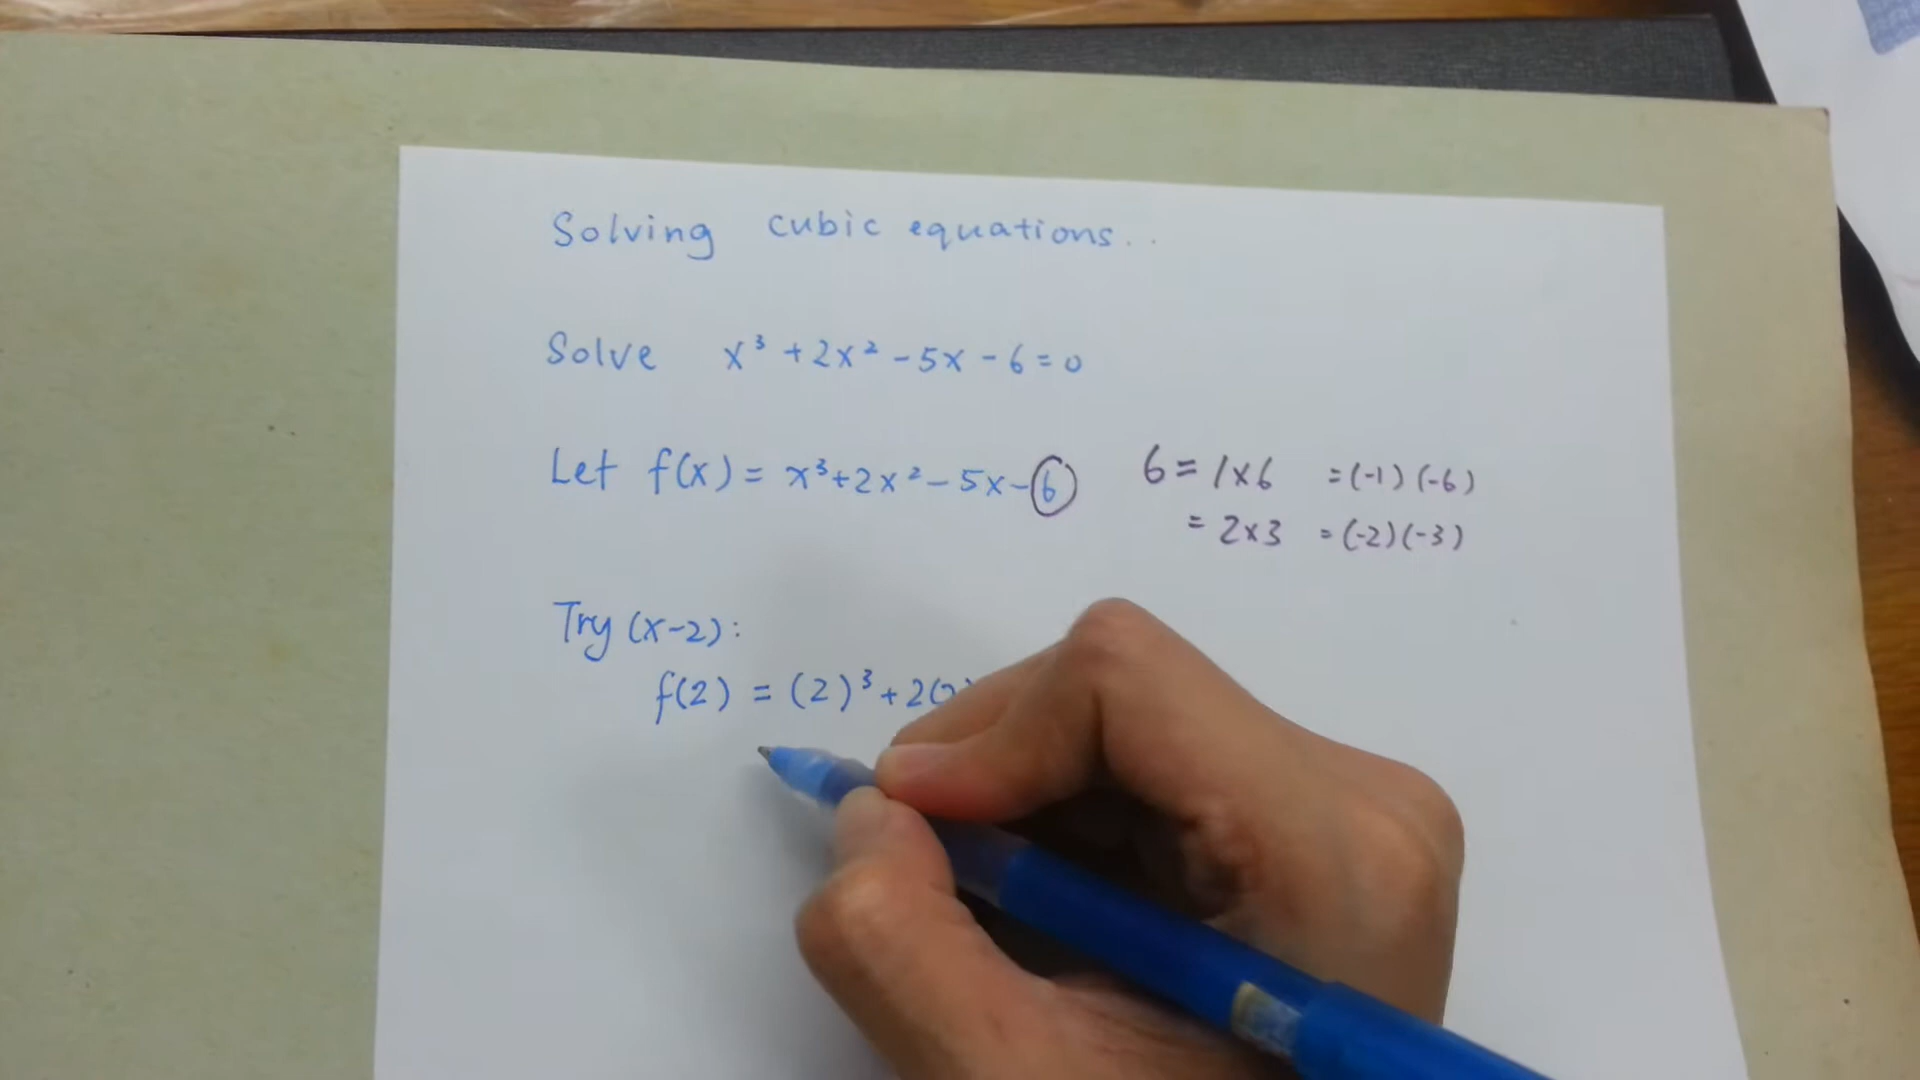 Solving cubic equations..
Solve x³ + 2x² - 5x - 6 = 0
Let f(x) = x³ + 2x² - 5x - 6 6 = 1 x 6 = (-1)(-6)
= 2 x 3 = (-2)(-3)
Try (x-2):
f(2) = (2)³ + 2(2)